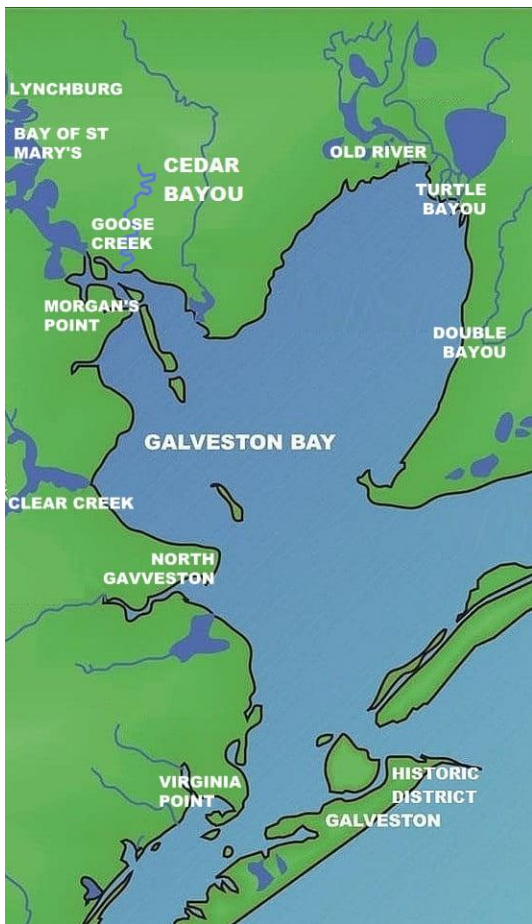 LYNCHBURG
BAY OF ST
MARY'S
OLD RIVER
CEDAR
BAYOU
TURTLE
BAYOU
GOOSE
CREEK
MORGAN'S
POINT
DOUBLE
BAYOU
GALVESTON BAY
CLEAR CREEK
NORTH
GAVVESTON
VIRGINIA
POINT
HISTORIC
DISTRICT
GALVESTON